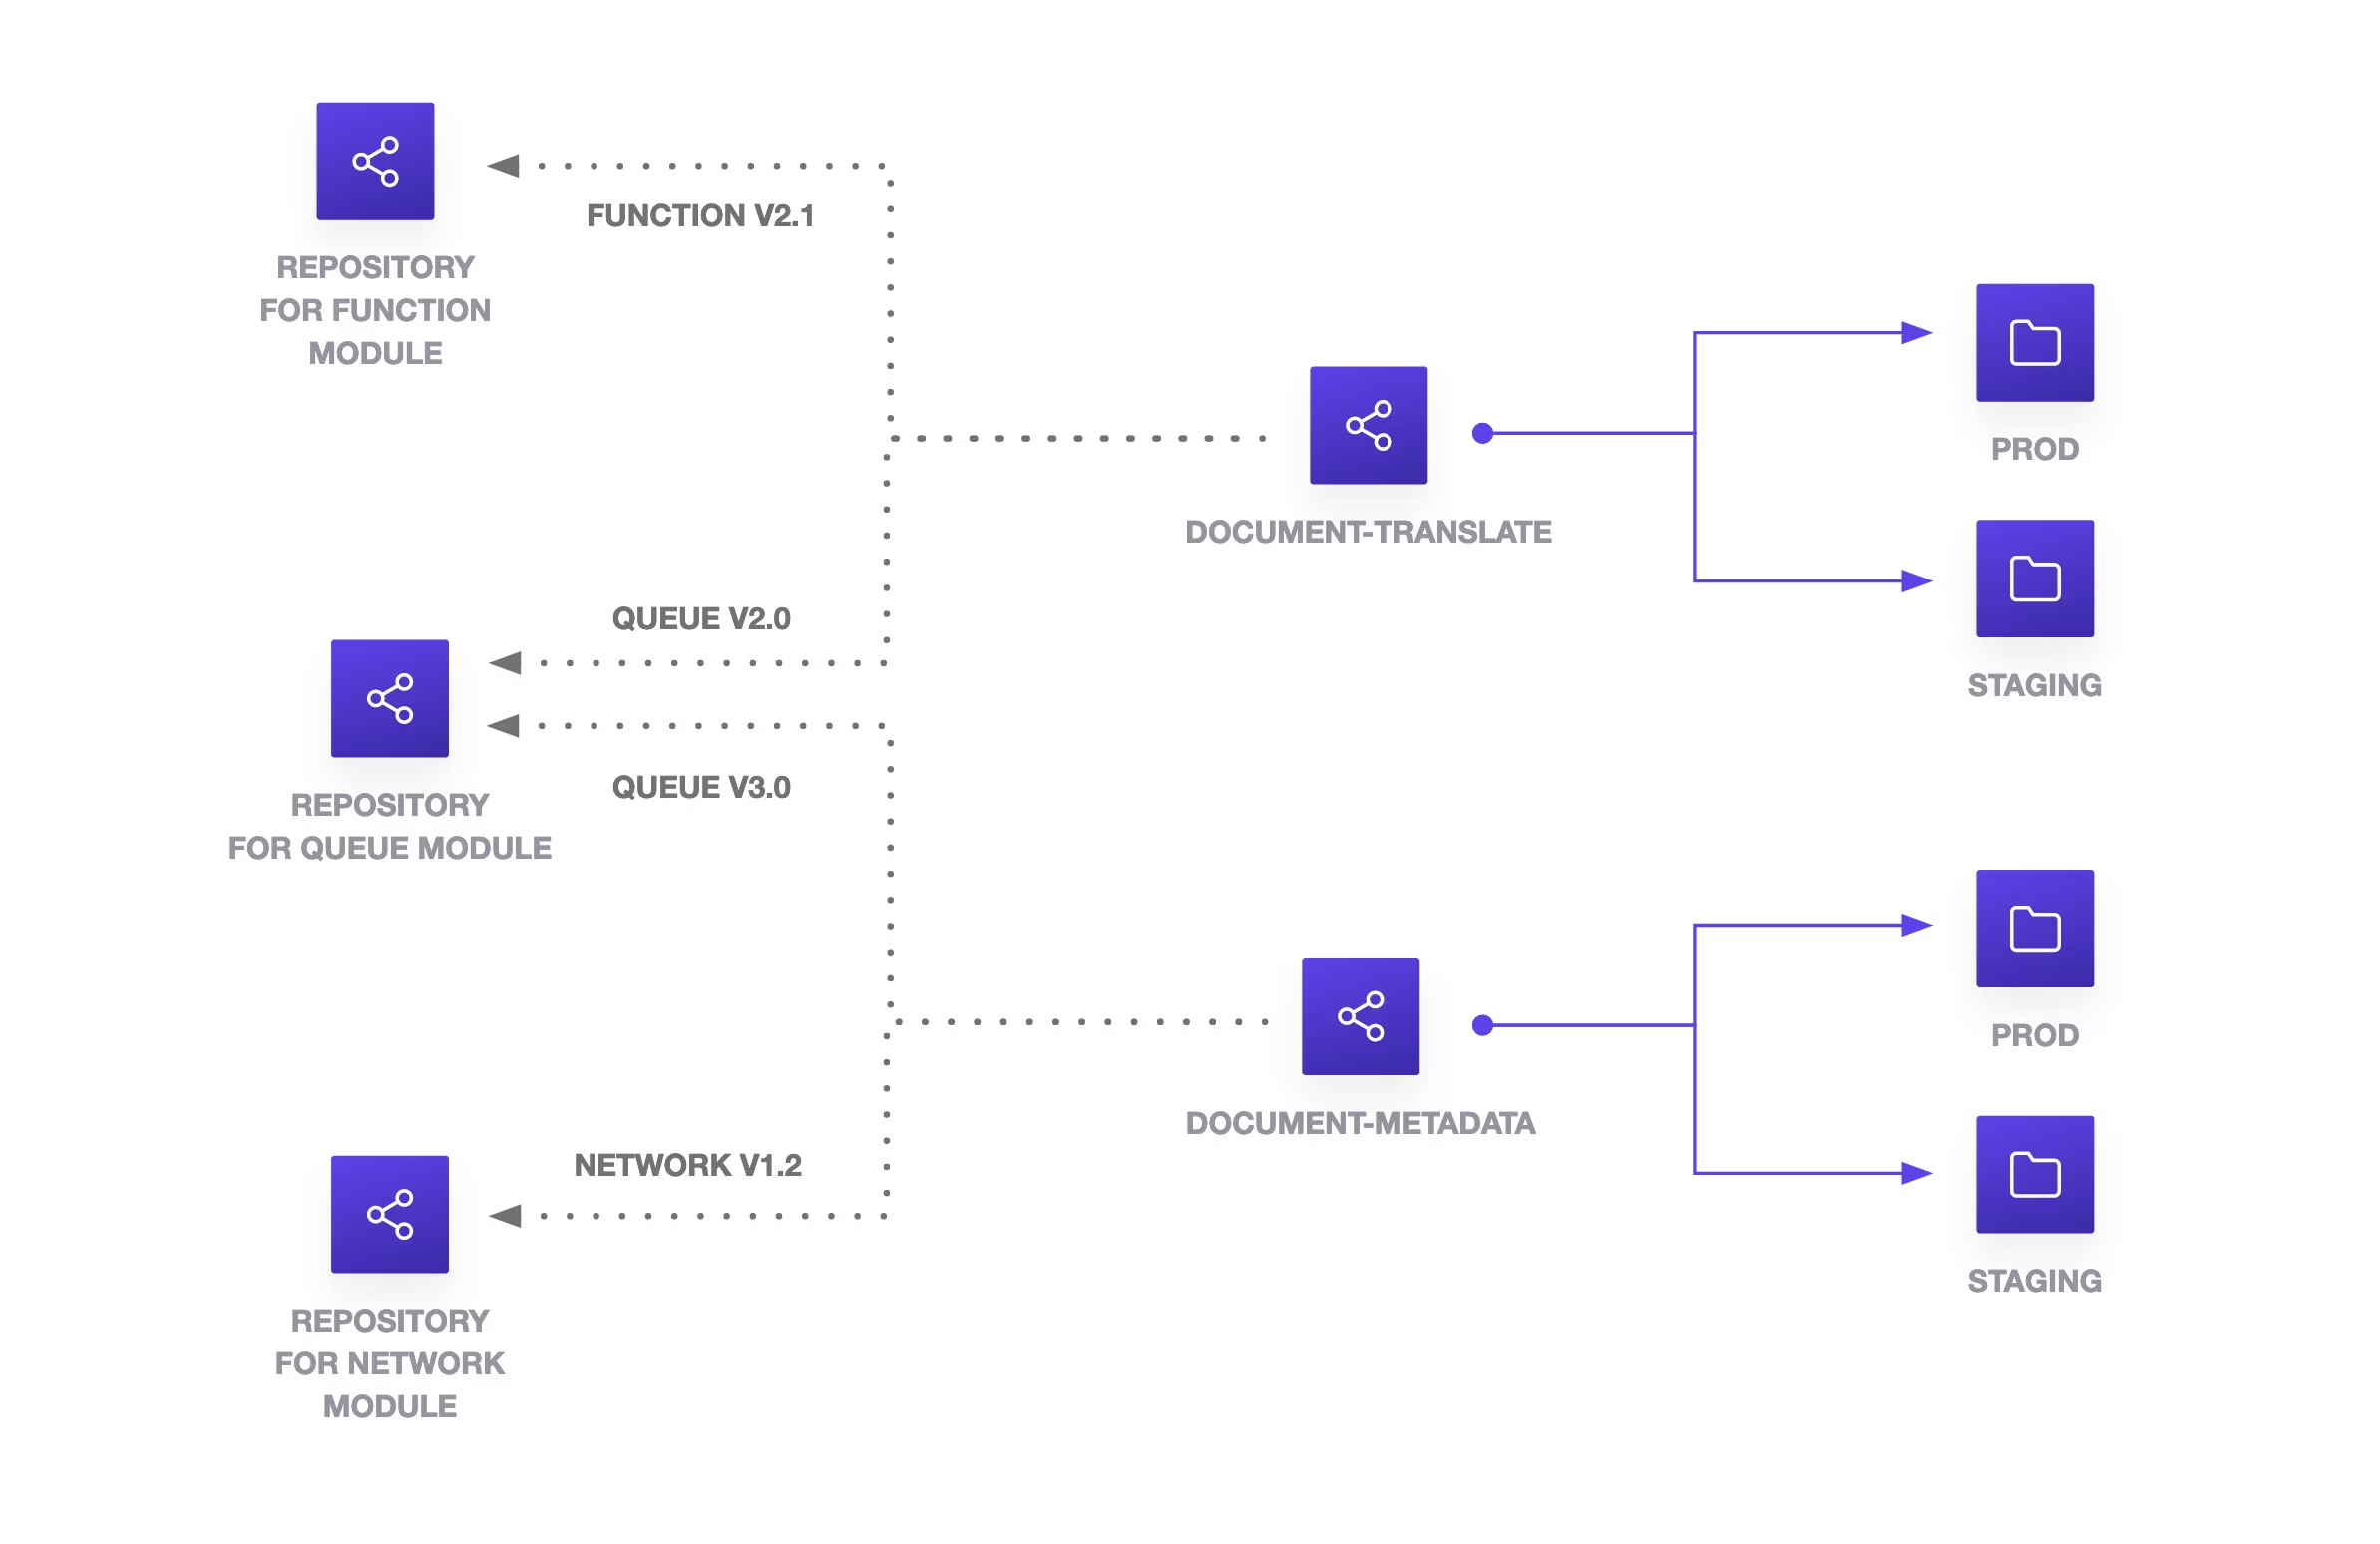 FUNCTION V2.1
REPOSITORY
FOR FUNCTION
MODULE
PROD
DOCUMENT-TRANSLATE
QUEUE V2.0
STAGING
QUEUE V3.0
REPOSITORY
FOR QUEUE MODULE
PROD
DOCUMENT-METADATA
NETWORK V1.2
STAGING
REPOSITORY
FOR NETWORK
MODULE